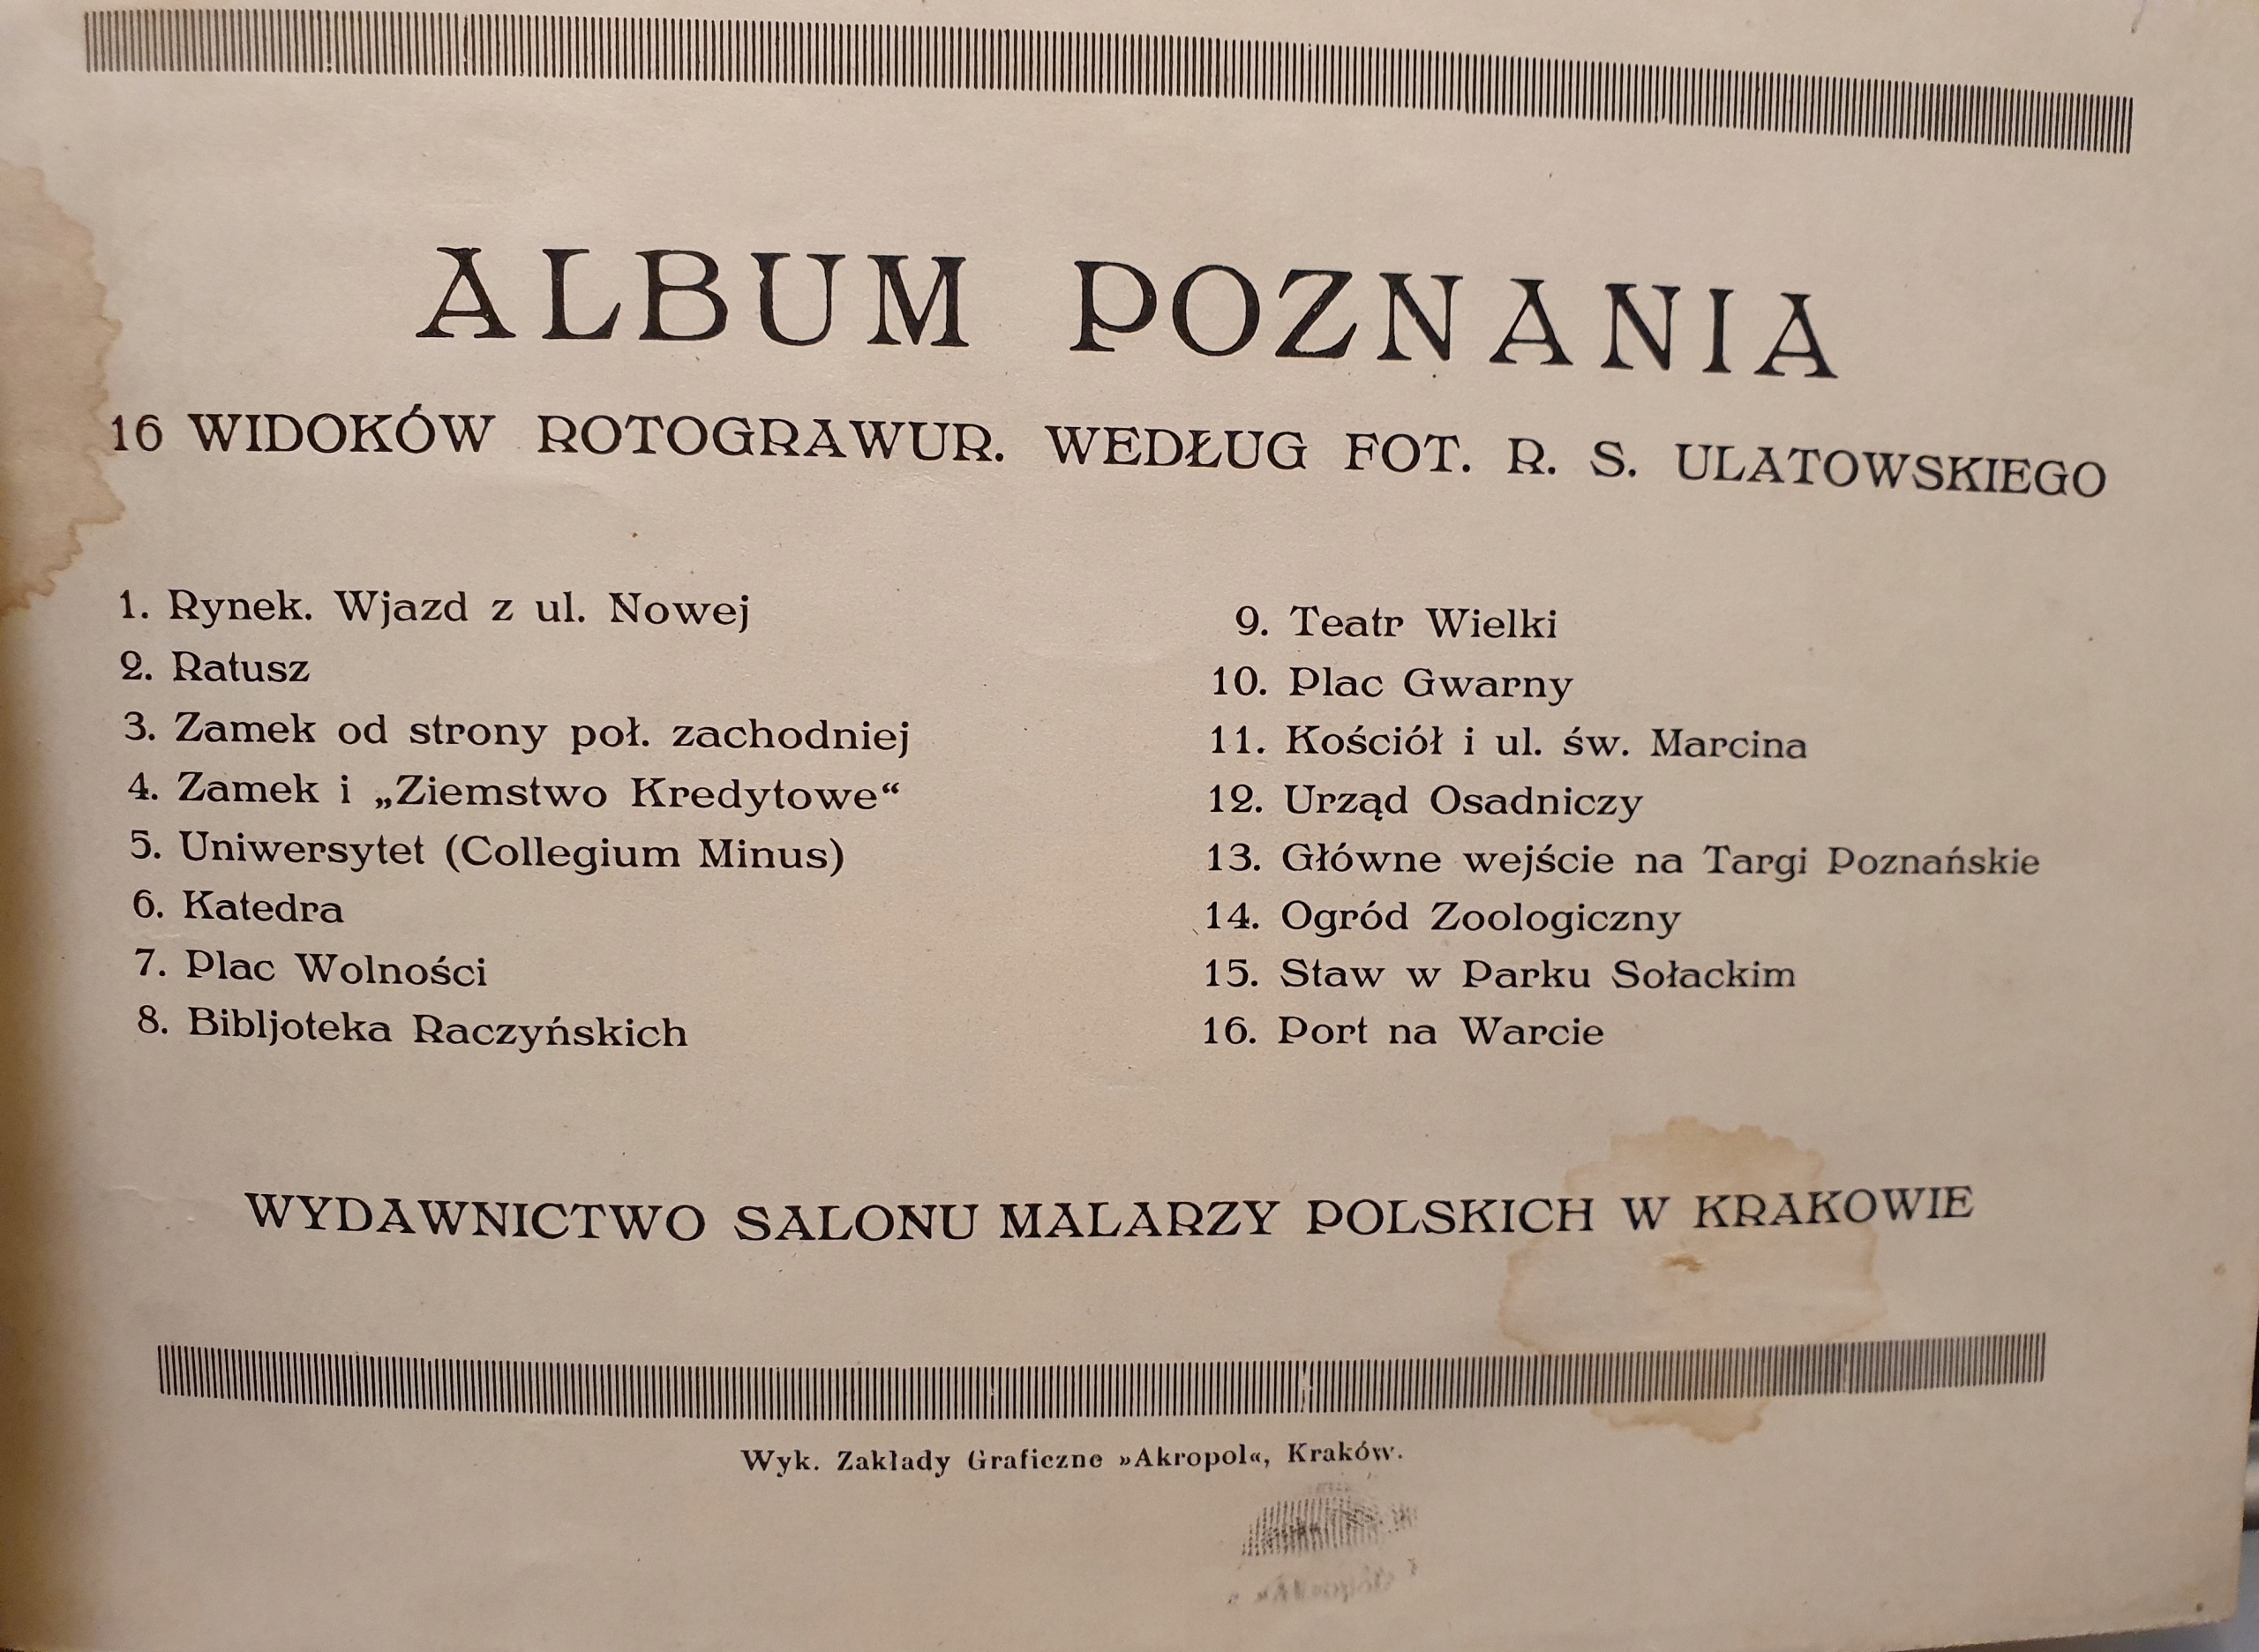 ALBUM POZNANIA
16 WIDOKÓW ROTOGRAWUR. WEDŁUG FOT. R. S. ULATOWSKIEGO
1. Rynek. Wjazd z ul. Nowej
2. Ratusz
3. Zamek od strony poł. zachodniej
4. Zamek i „Ziemstwo Kredytowe“
5. Uniwersytet (Collegium Minus)
6. Katedra
7. Plac Wolności
8. Bibljoteka Raczyńskich
9. Teatr Wielki
10. Plac Gwarny
11. Kościół i ul. św. Marcina
12. Urząd Osadniczy
13. Główne wejście na Targi Poznańskie
14. Ogród Zoologiczny
15. Staw w Parku Sołackim
16. Port na Warcie
WYDAWNICTWO SALONU MALARZY POLSKICH W KRAKOWIE
Wyk. Zakłady Graficzne »Akropol«, Kraków.